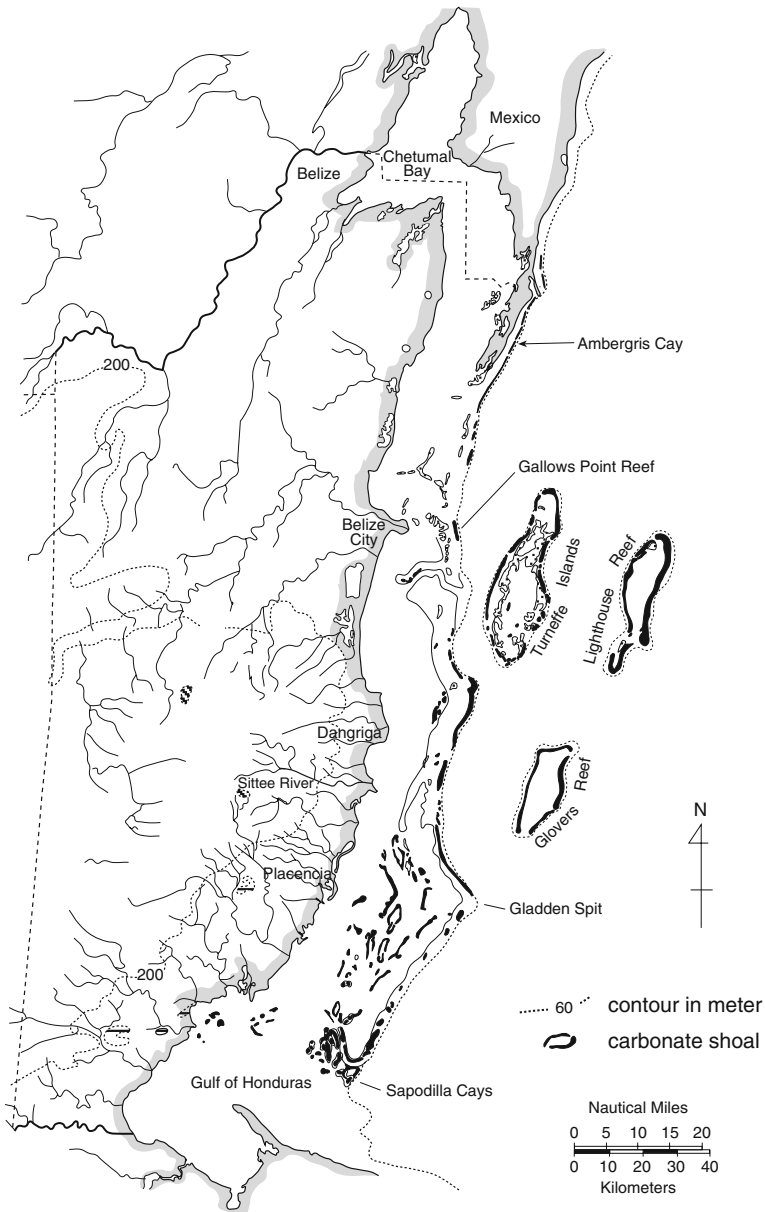 Mexico
Chetumal
Bay
Belize
Ambergris Cay
200
Gallows Point Reef
Belize
City
Turneffe Islands
Lighthouse Reef
Dangriga
Sittee River
Glovers Reef
N
Placencia
Gladden Spit
200
60
contour in meter
carbonate shoal
Gulf of Honduras
Sapodilla Cays
Nautical Miles
0 5 10 15 20
0 10 20 30 40
Kilometers